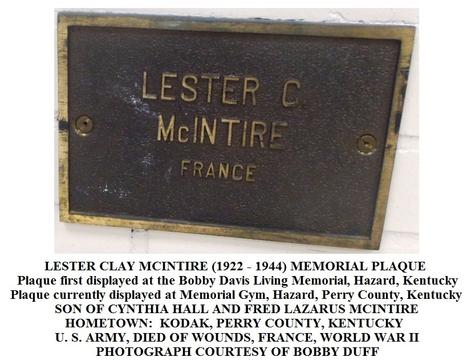 LESTER C.
McINTIRE
FRANCE
LESTER CLAY MCINTIRE (1922 - 1944) MEMORIAL PLAQUE
Plaque first displayed at the Bobby Davis Living Memorial, Hazard, Kentucky
Plaque currently displayed at Memorial Gym, Hazard, Perry County, Kentucky
SON OF CYNTHIA HALL AND FRED LAZARUS MCINTIRE
HOMETOWN: KODAK, PERRY COUNTY, KENTUCKY
U. S. ARMY, DIED OF WOUNDS, FRANCE, WORLD WAR II
PHOTOGRAPH COURTESY OF BOBBY DUFF